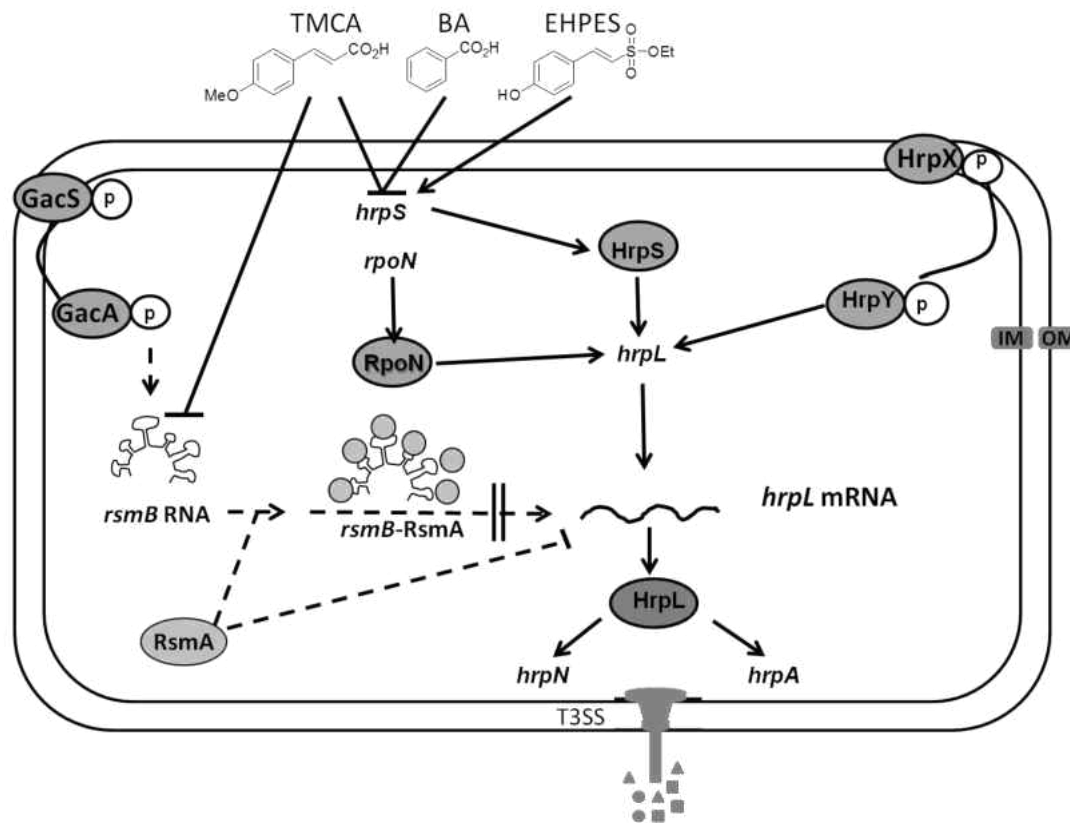 TMCA BA EHPES
CO₂H
MeO
CO₂H
O
S
OEt
O
HO
HrpX p
GacS p
hrpS
HrpS
rpoN
GacA p
HrpY p
RpoN
hrpL
IM OM
hrpL mRNA
rsmB RNA
rsmB-RsmA
HrpL
RsmA
hrpN
hrpA
T3SS